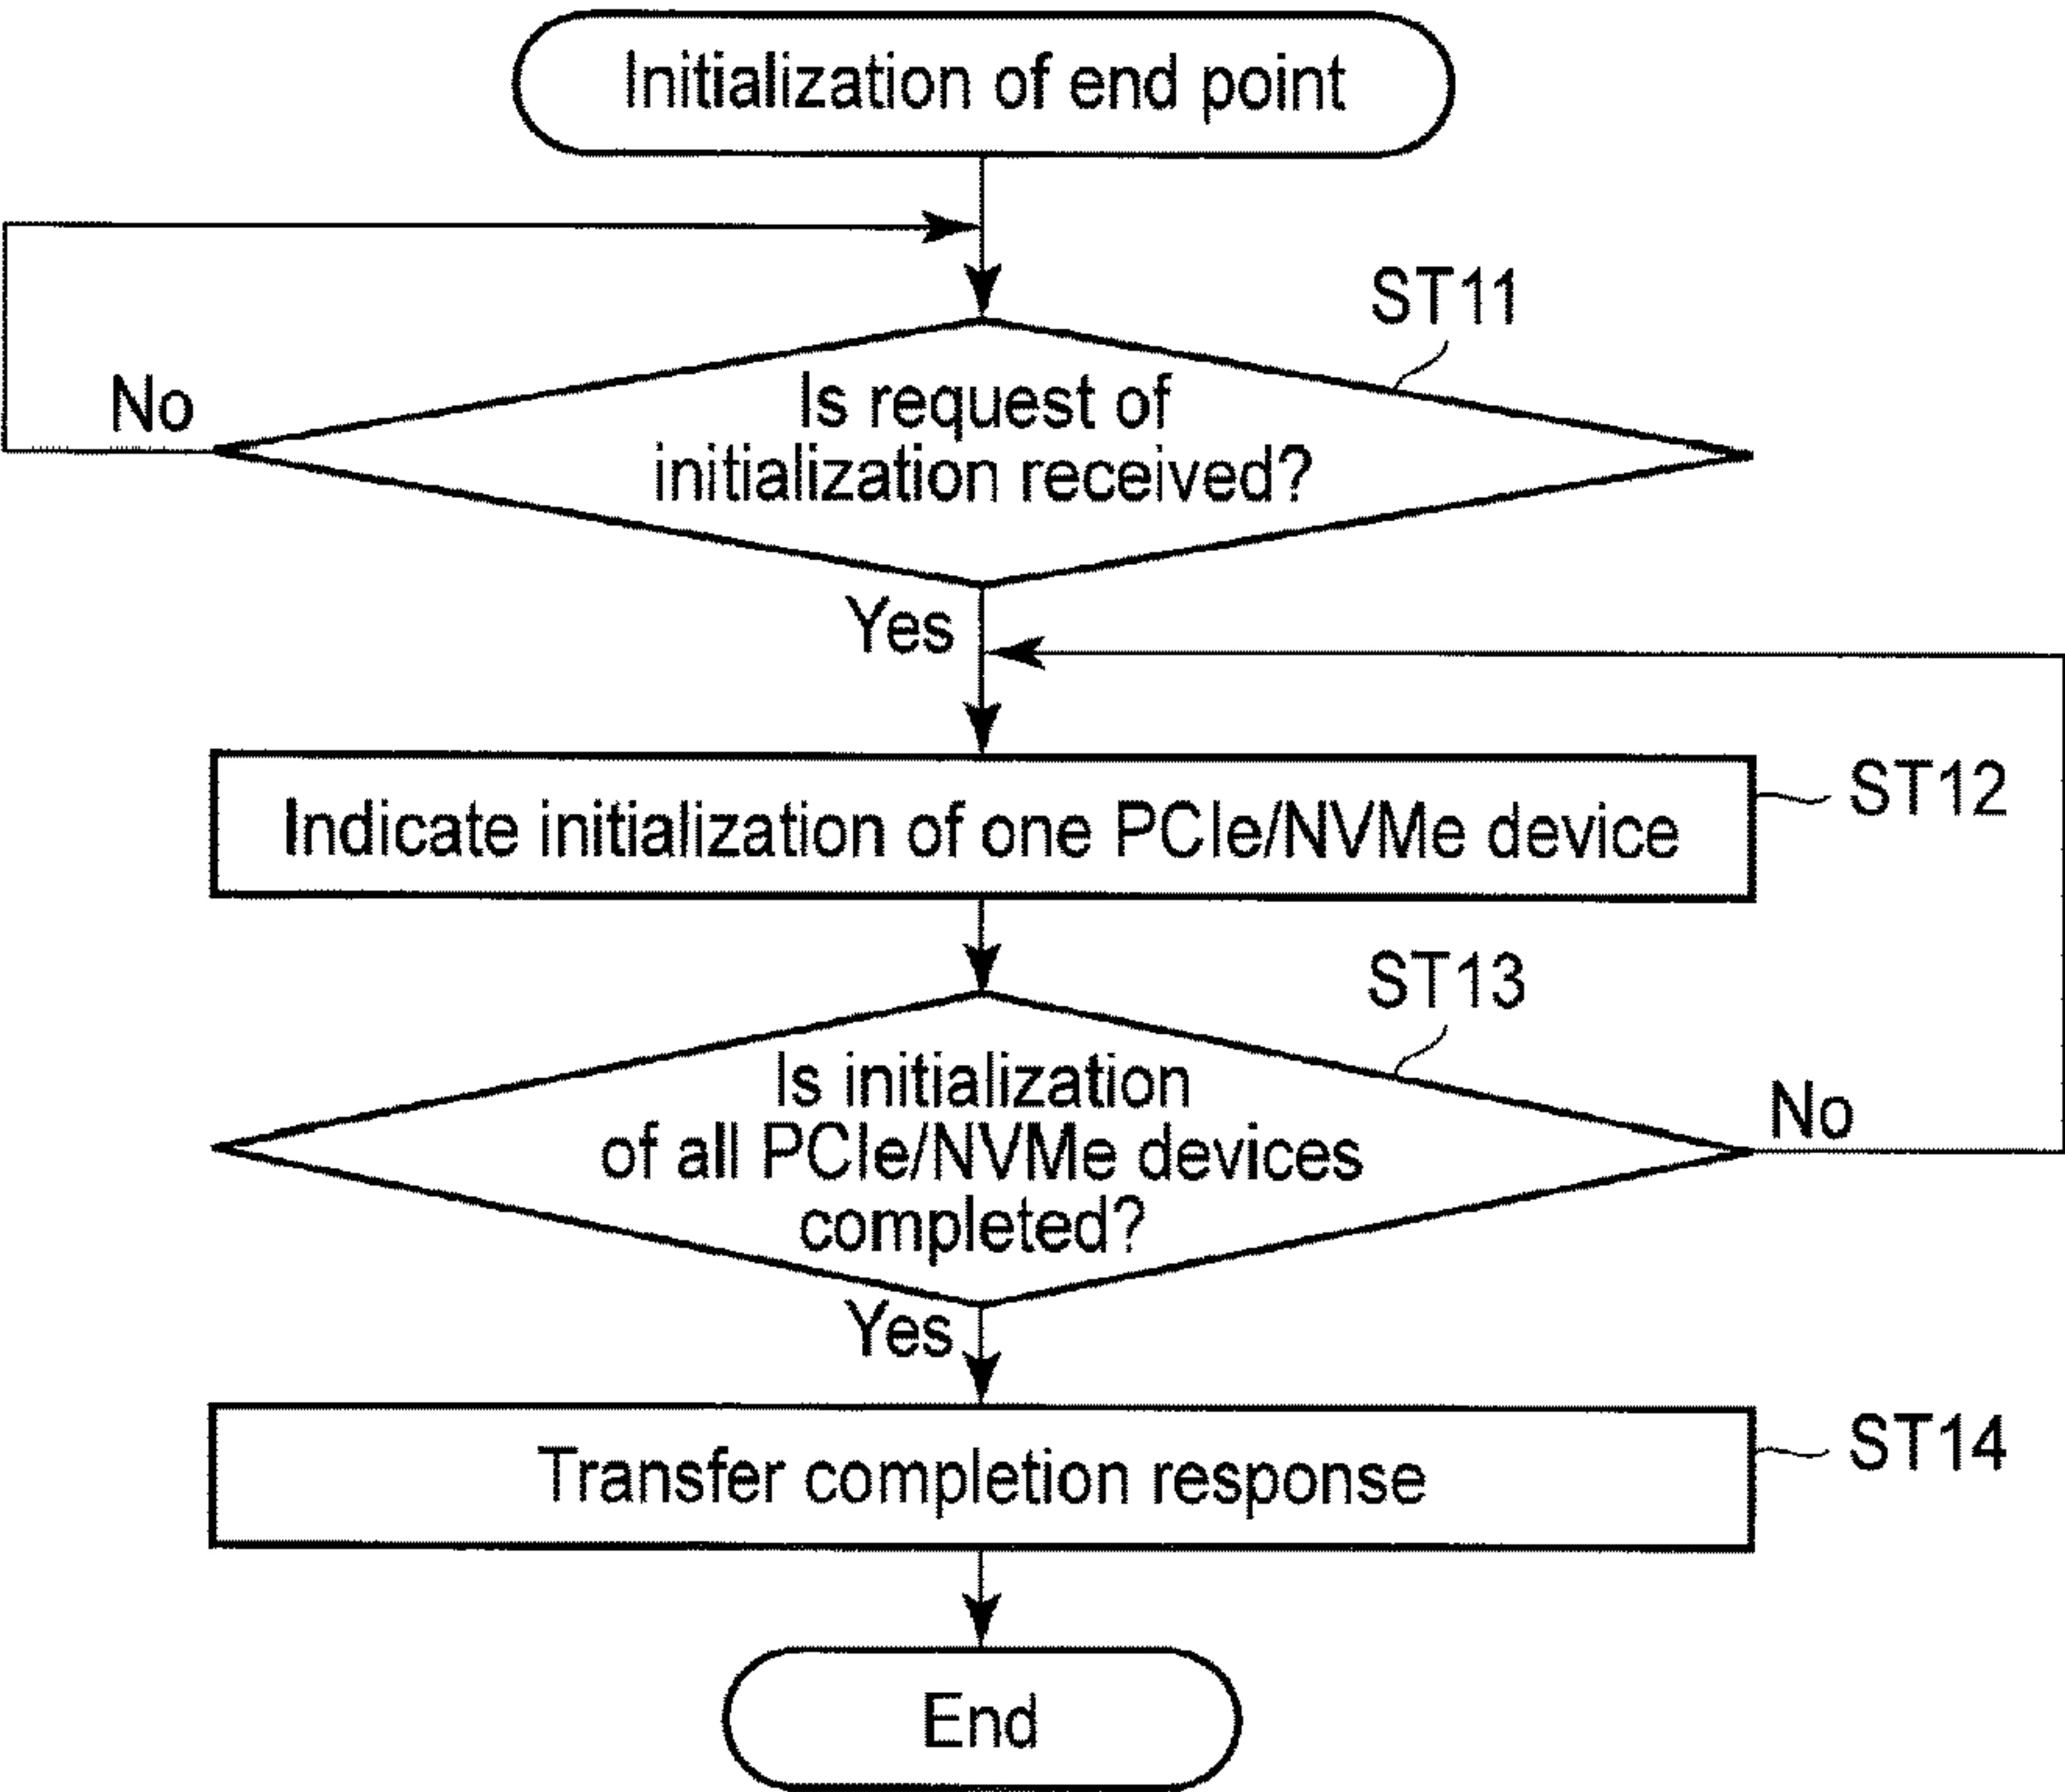 Initialization of end point
ST11
No
Is request of
initialization received?
Yes
ST12
Indicate initialization of one PCIe/NVMe device
ST13
Is initialization
of all PCIe/NVMe devices
completed?
No
Yes
ST14
Transfer completion response
End